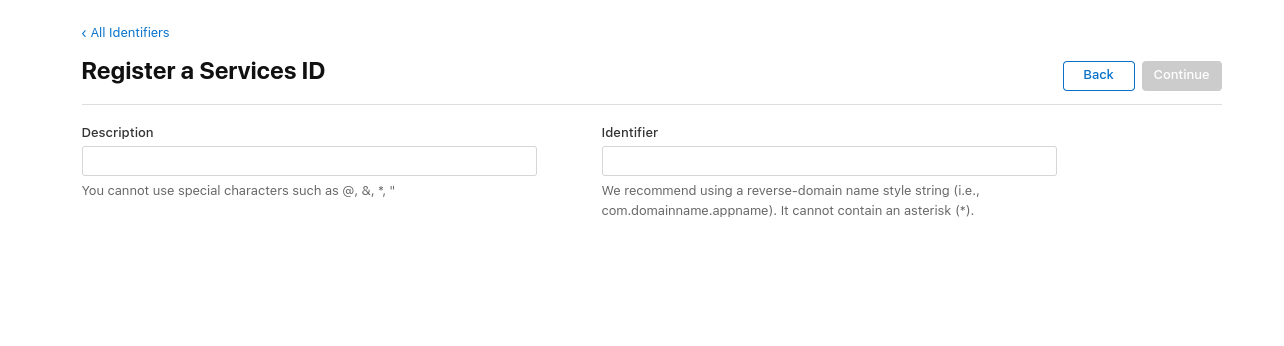 ‹ All Identifiers
Register a Services ID
Back
Continue
Description
Identifier
You cannot use special characters such as @, &, *, "
We recommend using a reverse-domain name style string (i.e.,
com.domainname.appname). It cannot contain an asterisk (*).